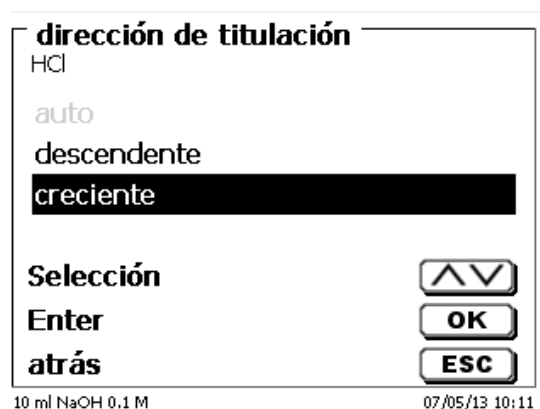 dirección de titulación
HCl
auto
descendente
creciente
Selección
Enter OK
atrás ESC
10 ml NaOH 0.1 M 07/05/13 10:11